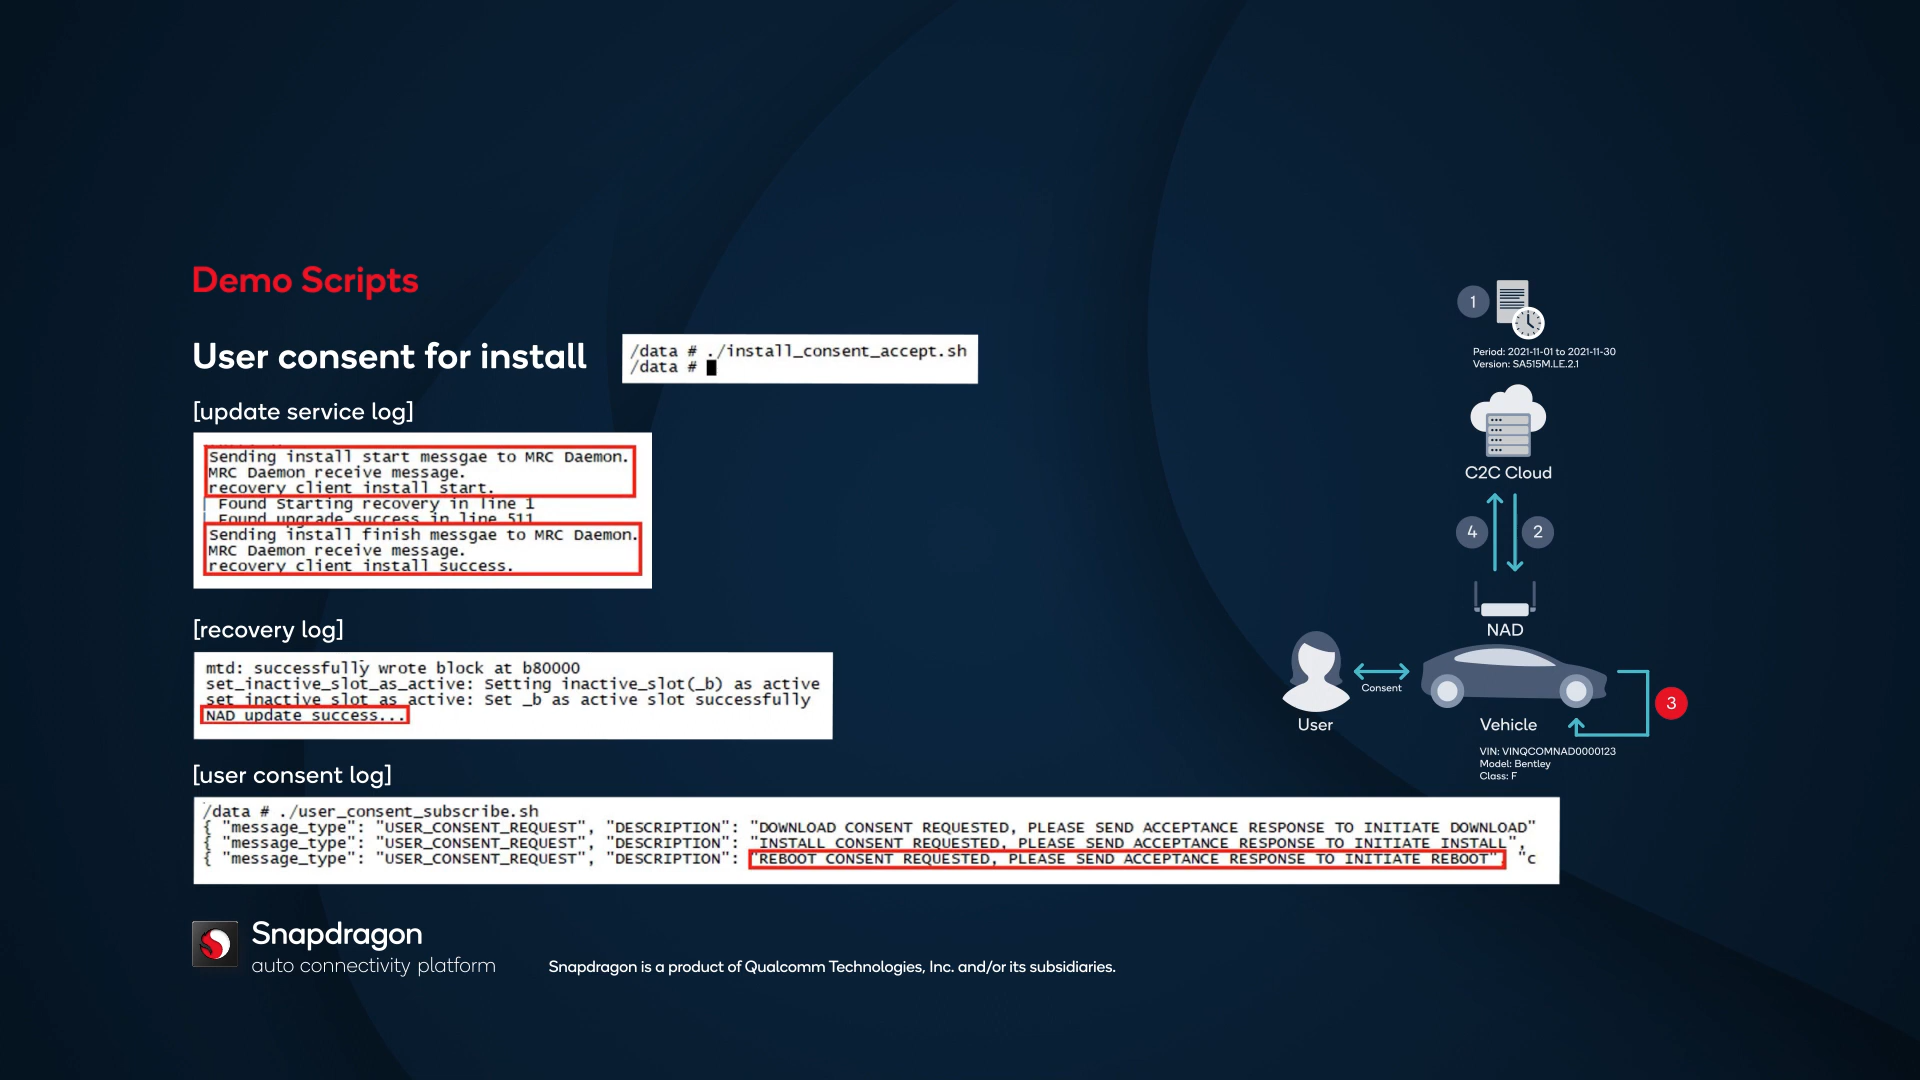 Demo Scripts
User consent for install
/data # ./install_consent_accept.sh
/data #
[update service log]
Sending install start messgae to MRC Daemon.
MRC Daemon receive message.
recovery client install start.
| Found Starting recovery in line 1
| Found upgrade success in line 511
Sending install finish messgae to MRC Daemon.
MRC Daemon receive message.
recovery client install success.
[recovery log]
mtd: successfully wrote block at b80000
set_inactive_slot_as_active: Setting inactive_slot(_b) as active
set_inactive_slot_as_active: Set _b as active slot successfully
NAD update success...
[user consent log]
/data # ./user_consent_subscribe.sh
{ "message_type": "USER_CONSENT_REQUEST", "DESCRIPTION": "DOWNLOAD CONSENT REQUESTED, PLEASE SEND ACCEPTANCE RESPONSE TO INITIATE DOWNLOAD"
{ "message_type": "USER_CONSENT_REQUEST", "DESCRIPTION": "INSTALL CONSENT REQUESTED, PLEASE SEND ACCEPTANCE RESPONSE TO INITIATE INSTALL",
{ "message_type": "USER_CONSENT_REQUEST", "DESCRIPTION": "REBOOT CONSENT REQUESTED, PLEASE SEND ACCEPTANCE RESPONSE TO INITIATE REBOOT", "c
1
Period: 2021-11-01 to 2021-11-30
Version: SA515M.LE.2.1
C2C Cloud
4
2
NAD
Consent
3
User
Vehicle
VIN: VINQCOMNAD0000123
Model: Bentley
Class: F
Snapdragon
auto connectivity platform
Snapdragon is a product of Qualcomm Technologies, Inc. and/or its subsidiaries.